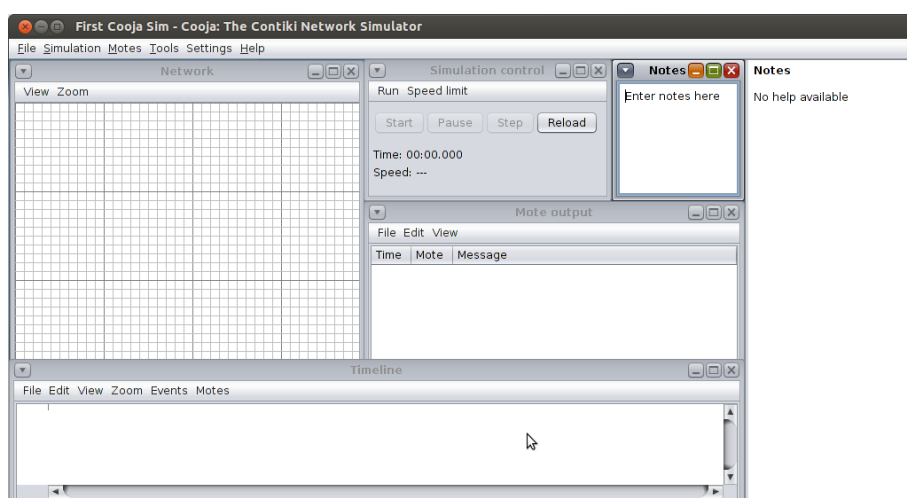 First Cooja Sim - Cooja: The Contiki Network Simulator
File Simulation Motes Tools Settings Help
Network
View Zoom
Simulation control
Run Speed limit
Start Pause Step Reload
Time: 00:00.000
Speed: ---
Notes
Enter notes here
Notes
No help available
Mote output
File Edit View
Time Mote Message
Timeline
File Edit View Zoom Events Motes